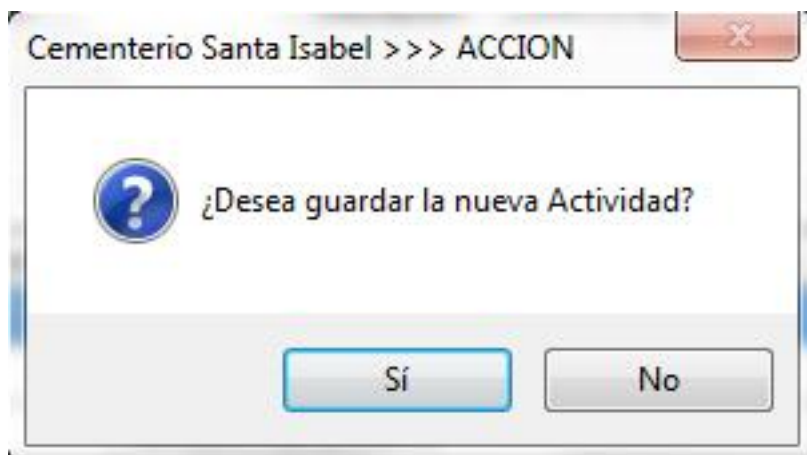 Cementerio Santa Isabel >>> ACCION
¿Desea guardar la nueva Actividad?
Sí
No